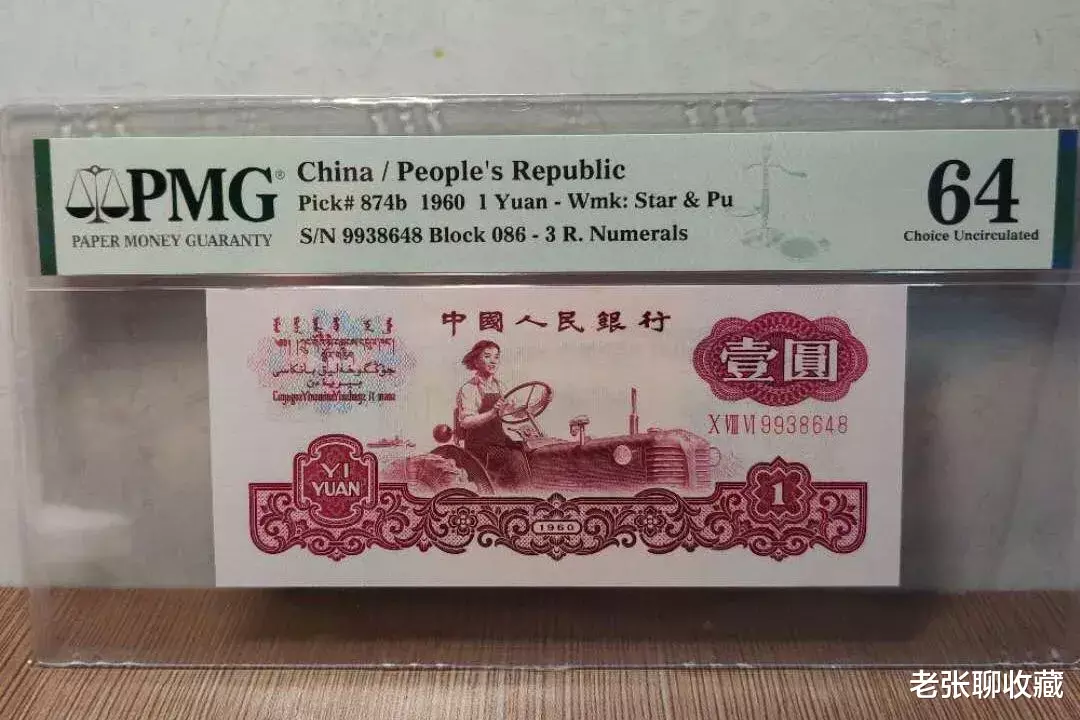 PMG®
PAPER MONEY GUARANTY
China / People's Republic
Pick# 874b 1960 1 Yuan - Wmk: Star & Pu
S/N 9938648 Block 086 - 3 R. Numerals
64
Choice Uncirculated
中國人民銀行
壹圓
X VIII VI 9938648
YI
YUAN
1
1960
老张聊收藏